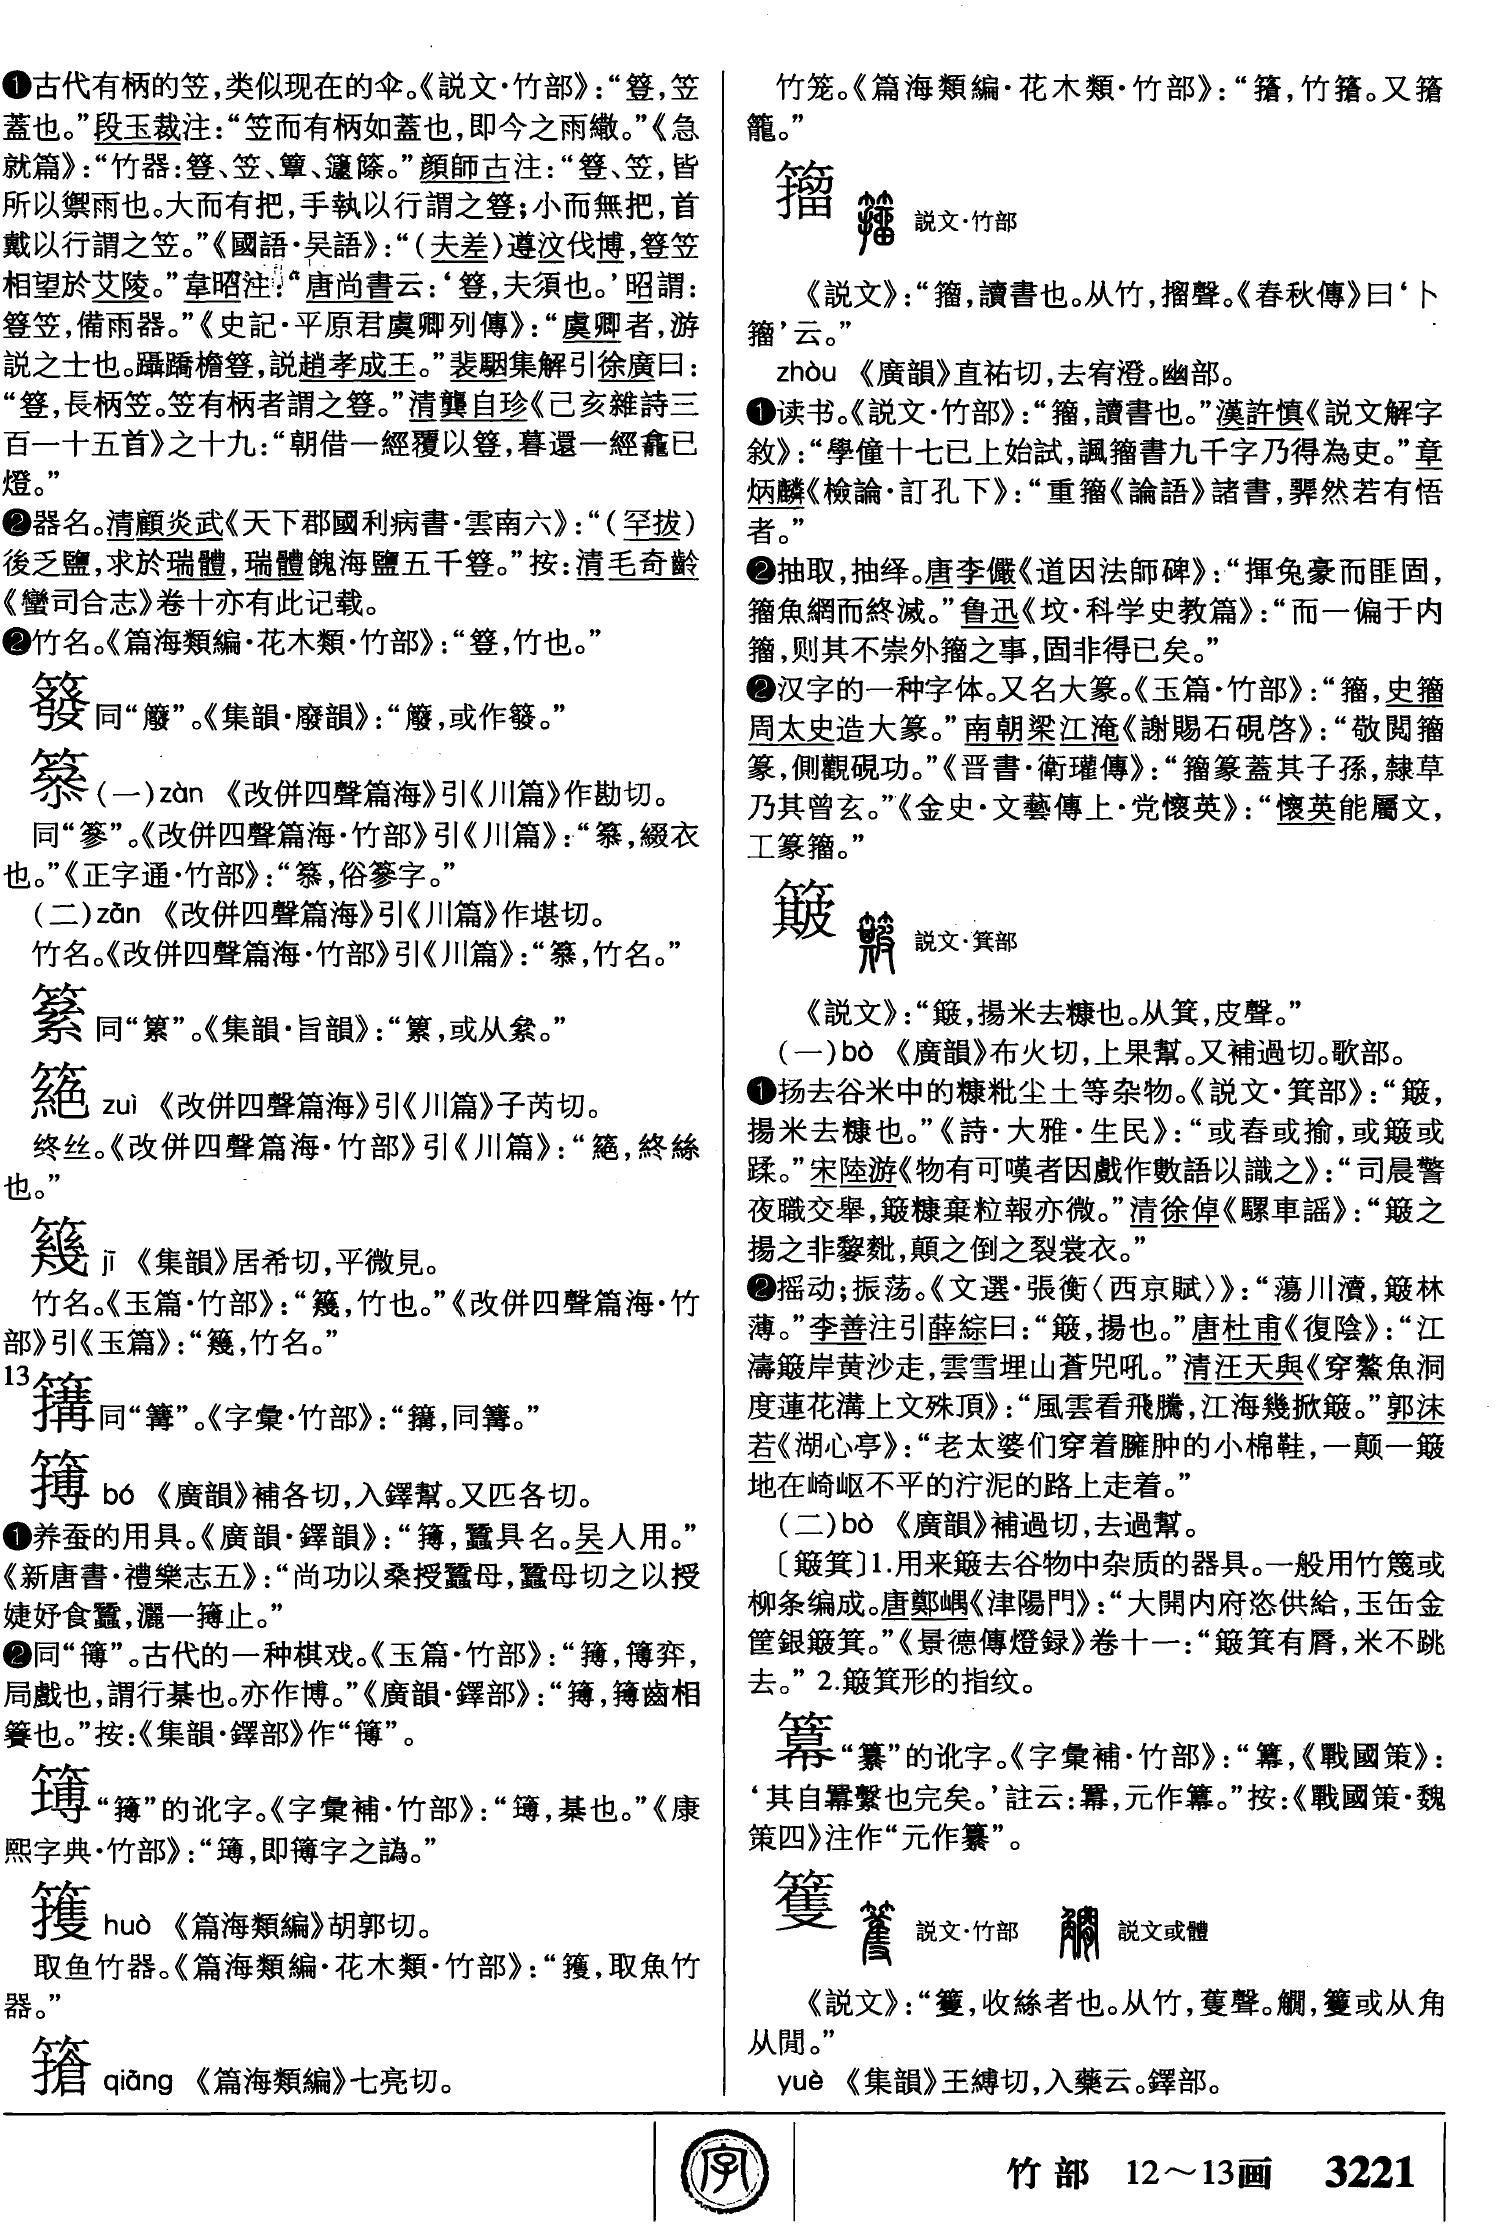 ❶古代有柄的笠,类似现在的伞。《説文·竹部》:“簦,笠
蓋也。”段玉裁注:“笠而有柄如蓋也,即今之雨繖。”《急
就篇》:“竹器:簦、笠、簟、籧篨。”顔師古注:“簦、笠,皆
所以禦雨也。大而有把,手執以行謂之簦;小而無把,首
戴以行謂之笠。”《國語·吴語》:“(夫差)遵汶伐博,簦笠
相望於艾陵。”韋昭注:“唐尚書云:‘簦,夫須也。’昭謂:
簦笠,備雨器。”《史記·平原君虞卿列傳》:“虞卿者,游
説之士也。躡蹻檐簦,説趙孝成王。”裴駰集解引徐廣曰:
“簦,長柄笠。笠有柄者謂之簦。”清龔自珍《己亥雜詩三
百一十五首》之十九:“朝借一經覆以簦,暮還一經龕已
燈。”
❷器名。清顧炎武《天下郡國利病書·雲南六》:“(罕拔)
後乏鹽,求於瑞體,瑞體餽海鹽五千簦。”按:清毛奇齡
《蠻司合志》卷十亦有此记载。
❷竹名。《篇海類編·花木類·竹部》:“簦,竹也。”
同“簝”。《集韻·廢韻》:“,或作。”
(一)zàn 《改併四聲篇海》引《川篇》作勘切。
同“篸”。《改併四聲篇海·竹部》引《川篇》:“,綴衣
也。”《正字通·竹部》:“,俗篸字。”
(二)zǎn 《改併四聲篇海》引《川篇》作堪切。
竹名。《改併四聲篇海·竹部》引《川篇》:“,竹名。”
同“”。《集韻·旨韻》:“,或从絫。”
zuì 《改併四聲篇海》引《川篇》子芮切。
终丝。《改併四聲篇海·竹部》引《川篇》:“,終絲
也。”
jī 《集韻》居希切,平微見。
竹名。《玉篇·竹部》:“,竹也。”《改併四聲篇海·竹
部》引《玉篇》:“,竹名。”
13
同“篝”。《字彙·竹部》:“,同篝。”
簙 bó 《廣韻》補各切,入鐸幫。又匹各切。
❶养蚕的用具。《廣韻·鐸韻》:“,蠶具名。吴人用。”
《新唐書·禮樂志五》:“尚功以桑授蠶母,蠶母切之以授
婕妤食蠶,灑一止。”
❷同“簙”。古代的一种棋戏。《玉篇·竹部》:“,簙弈,
局戲也,謂行棊也。亦作博。”《廣韻·鐸部》:“,齒相
簺也。”按:《集韻·鐸部》作“簙”。
“”的讹字。《字彙補·竹部》:“,棊也。”《康
熙字典·竹部》:“,即簙字之譌。”
籆 huò 《篇海類編》胡郭切。
取鱼竹器。《篇海類編·花木類·竹部》:“,取魚竹
器。”
qiǎng 《篇海類編》七亮切。
竹笼。《篇海類編·花木類·竹部》:“,竹。又
籠。”
籀 説文·竹部
《説文》:“籀,讀書也。从竹,㨨聲。《春秋傳》曰‘卜
籀’云。”
zhòu 《廣韻》直祐切,去宥澄。幽部。
❶读书。《説文·竹部》:“籀,讀書也。”漢許慎《説文解字
敘》:“學僮十七已上始試,諷籀書九千字乃得為吏。”章
炳麟《檢論·訂孔下》:“重籀《論語》諸書,㬪然若有悟
者。”
❷抽取,抽绎。唐李儼《道因法師碑》:“揮兔豪而匪固,
籀魚網而終滅。”鲁迅《坟·科学史教篇》:“而一偏于内
籀,则其不崇外籀之事,固非得已矣。”
❷汉字的一种字体。又名大篆。《玉篇·竹部》:“籀,史籀
周太史造大篆。”南朝梁江淹《謝賜石硯啓》:“敬閲籀
篆,側觀硯功。”《晋書·衛瓘傳》:“籀篆蓋其子孫,隸草
乃其曾玄。”《金史·文藝傳上·党懷英》:“懷英能屬文,
工篆籀。”
簸 説文·箕部
《説文》:“簸,揚米去糠也。从箕,皮聲。”
(一)bǒ 《廣韻》布火切,上果幫。又補過切。歌部。
❶扬去谷米中的糠秕尘土等杂物。《説文·箕部》:“簸,
揚米去糠也。”《詩·大雅·生民》:“或舂或揄,或簸或
蹂。”宋陸游《物有可嘆者因戲作數語以識之》:“司晨警
夜職交舉,簸糠棄粒報亦微。”清徐倬《騾車謡》:“簸之
揚之非黎粃,顛之倒之裂裳衣。”
❷摇动;振荡。《文選·張衡〈西京賦〉》:“蕩川瀆,簸林
薄。”李善注引薛綜曰:“簸,揚也。”唐杜甫《復陰》:“江
濤簸岸黄沙走,雲雪埋山蒼兕吼。”清汪天與《穿鰲魚洞
度蓮花溝上文殊頂》:“風雲看飛騰,江海幾掀簸。”郭沫
若《湖心亭》:“老太婆们穿着臃肿的小棉鞋,一颠一簸
地在崎岖不平的泞泥的路上走着。”
(二)bò 《廣韻》補過切,去過幫。
〔簸箕〕1.用来簸去谷物中杂质的器具。一般用竹篾或
柳条编成。唐鄭嵎《津陽門》:“大開内府恣供給,玉缶金
筐銀簸箕。”《景德傳燈録》卷十一:“簸箕有脣,米不跳
去。” 2.簸箕形的指纹。
“纂”的讹字。《字彙補·竹部》:“,《戰國策》:
‘其自羃繫也完矣。’註云:羃,元作。”按:《戰國策·魏
策四》注作“元作纂”。
籆 説文·竹部 説文或體
《説文》:“籆,收絲者也。从竹,蒦聲。䦪,籆或从角
从閒。”
yuè 《集韻》王縛切,入藥云。鐸部。
字
竹部 12～13画 3221